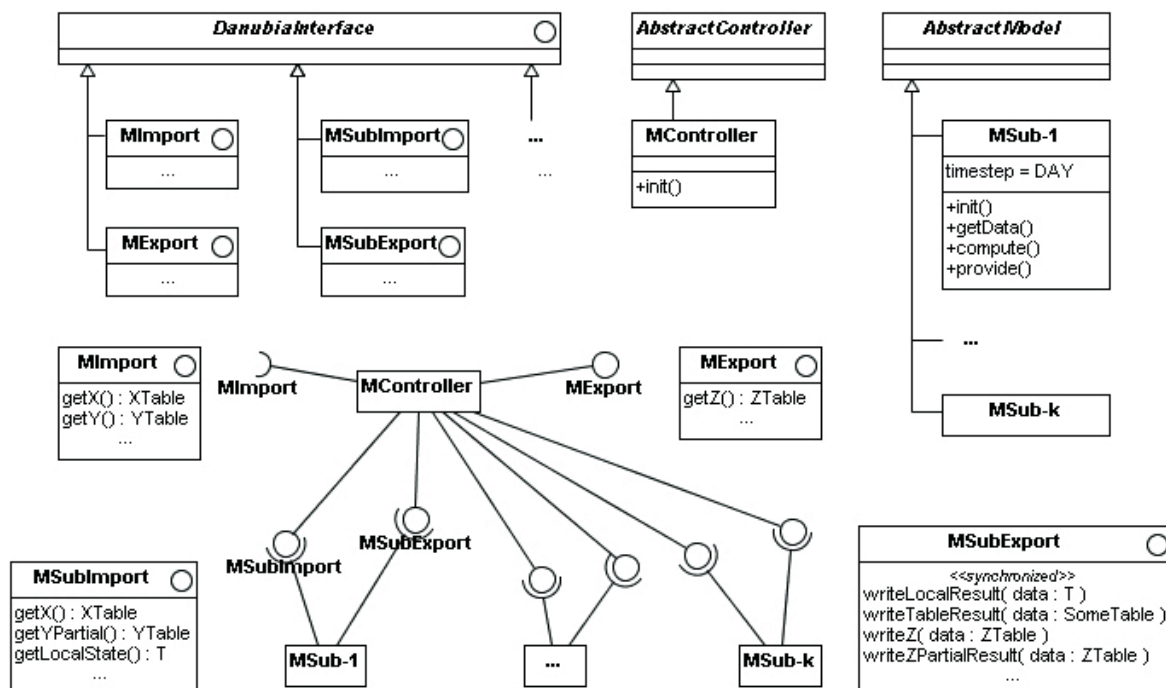 DanubiaInterface
AbstractController
AbstractModel
MImport
...
MSubImport
...
...
...
MController
+init()
MSub-1
timestep = DAY
+init()
+getData()
+compute()
+provide()
MExport
...
MSubExport
...
...
MSub-k
MImport
getX() : XTable
getY() : YTable
...
MImport
MController
MExport
MExport
getZ() : ZTable
...
MSubImport
MSubExport
MSubImport
getX() : XTable
getYPartial() : YTable
getLocalState() : T
...
MSub-1
...
MSub-k
MSubExport
<<synchronized>>
writeLocalResult( data : T )
writeTableResult( data : SomeTable )
writeZ( data : ZTable )
writeZPartialResult( data : ZTable )
...